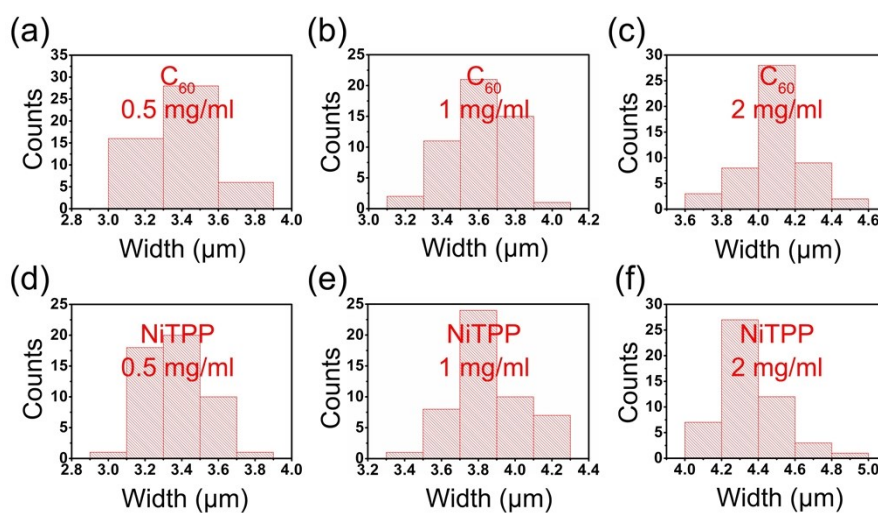 (a)
35
30
25
20
15
10
5
0
Counts
C60
0.5 mg/ml
2.8 3.0 3.2 3.4 3.6 3.8 4.0
Width (μm)
(b)
25
20
15
10
5
0
Counts
C60
1 mg/ml
3.0 3.2 3.4 3.6 3.8 4.0 4.2
Width (μm)
(c)
30
25
20
15
10
5
0
Counts
C60
2 mg/ml
3.6 3.8 4.0 4.2 4.4 4.6
Width (μm)
(d)
25
20
15
10
5
0
Counts
NiTPP
0.5 mg/ml
2.8 3.0 3.2 3.4 3.6 3.8 4.0
Width (μm)
(e)
25
20
15
10
5
0
Counts
NiTPP
1 mg/ml
3.2 3.4 3.6 3.8 4.0 4.2 4.4
Width (μm)
(f)
30
25
20
15
10
5
0
Counts
NiTPP
2 mg/ml
4.0 4.2 4.4 4.6 4.8 5.0
Width (μm)